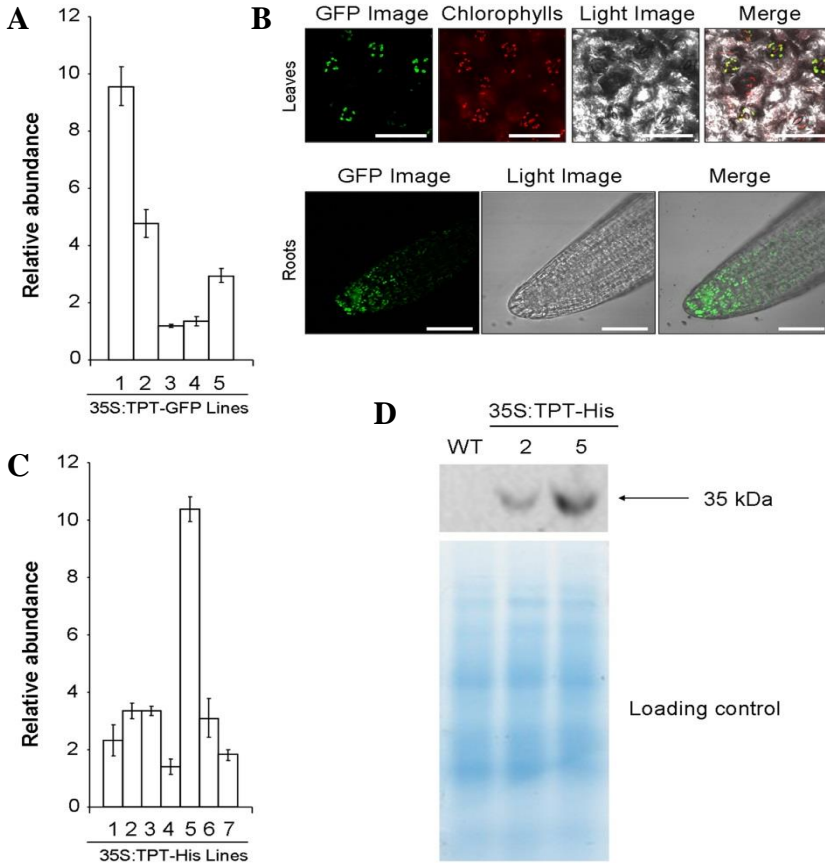 A
12
10
8
6
4
2
0
Relative abundance
1 2 3 4 5
35S:TPT-GFP Lines
B
GFP Image Chlorophylls Light Image Merge
Leaves
GFP Image Light Image Merge
Roots
C
12
10
8
6
4
2
0
Relative abundance
1 2 3 4 5 6 7
35S:TPT-His Lines
D
35S:TPT-His
WT 2 5
35 kDa
Loading control